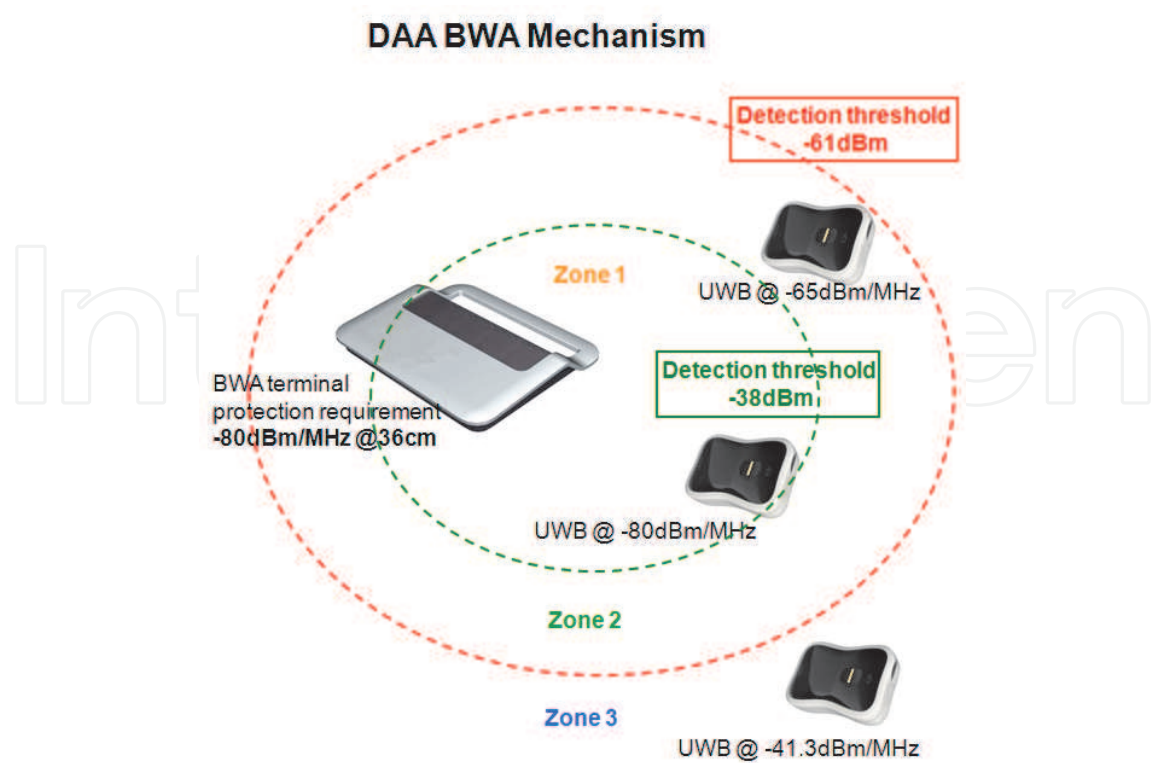 DAA BWA Mechanism
Detection threshold
-61dBm
Zone 1
UWB @ -65dBm/MHz
Detection threshold
-38dBm
BWA terminal
protection requirement
-80dBm/MHz @36cm
UWB @ -80dBm/MHz
Zone 2
Zone 3
UWB @ -41.3dBm/MHz